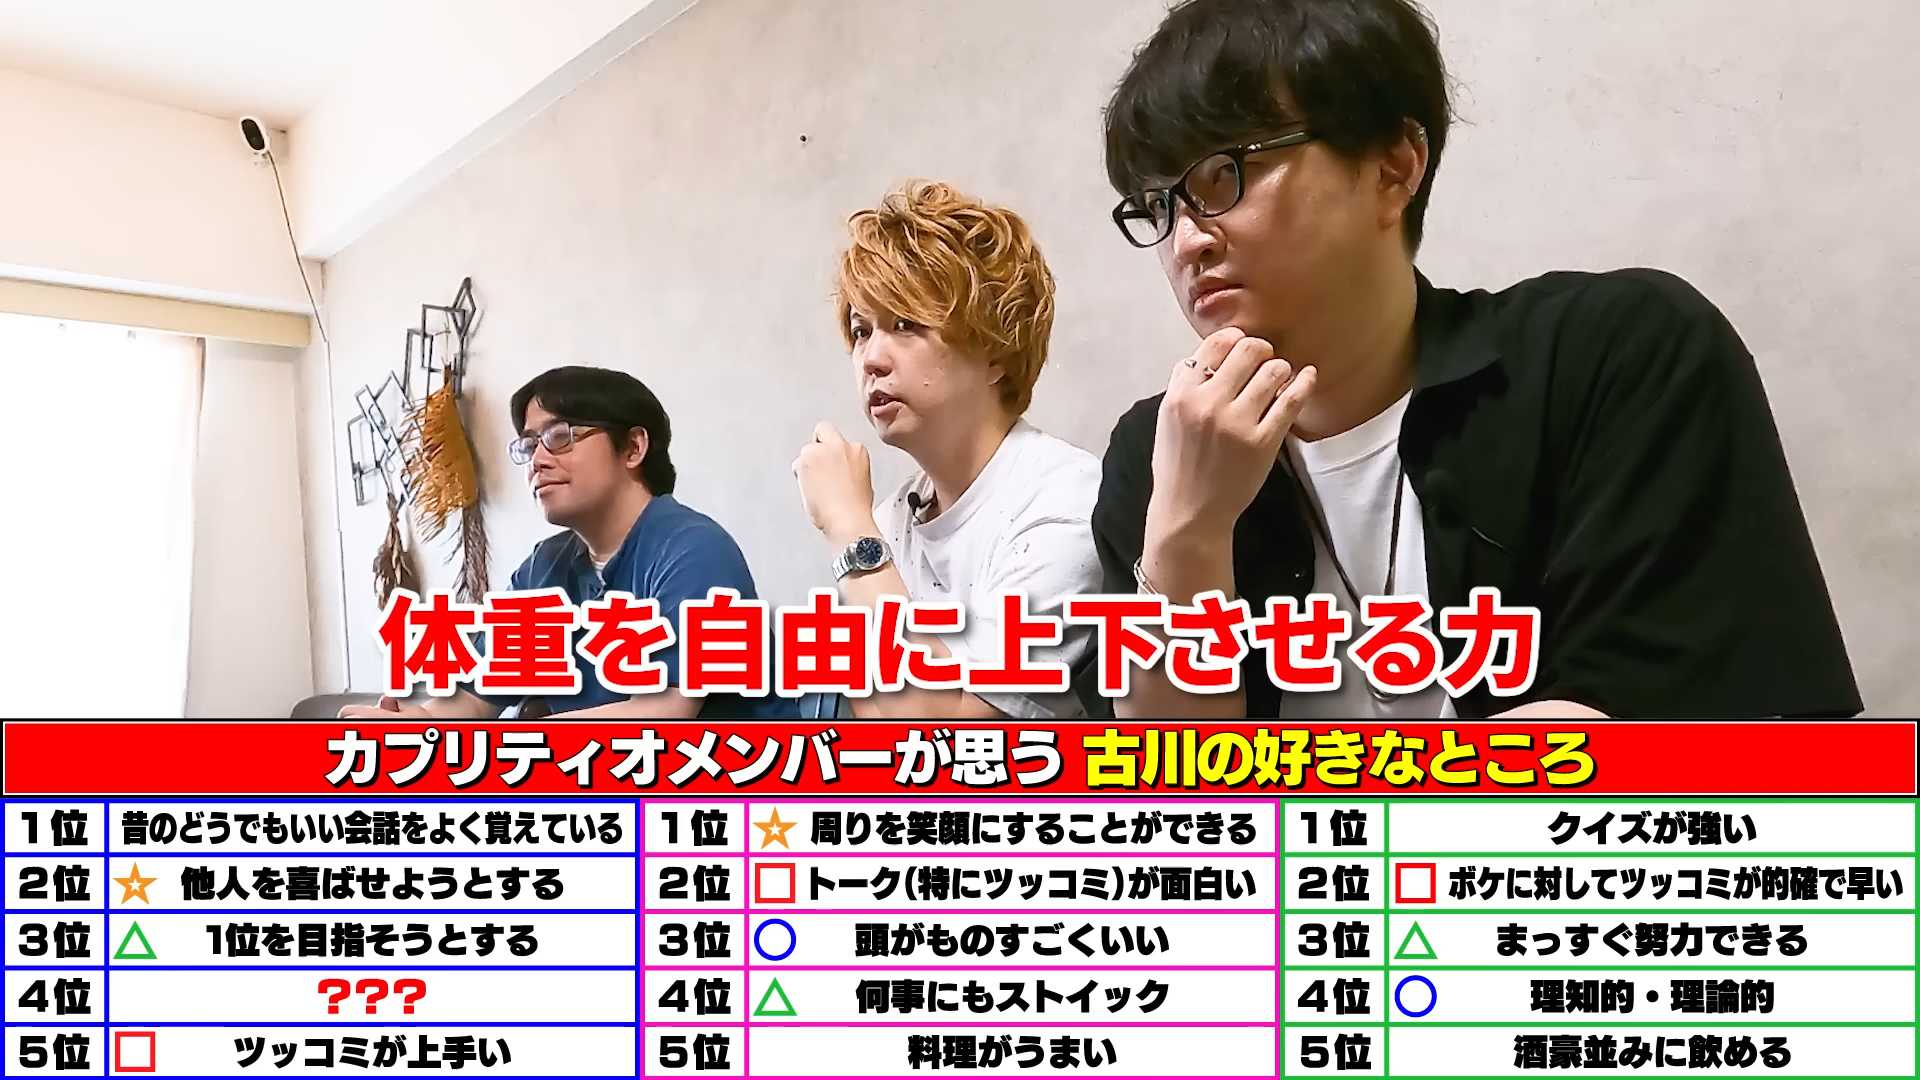 体重を自由に上下させる力
カプリティオメンバーが思う 古川の好きなところ
1位 昔のどうでもいい会話をよく覚えている
2位 ☆ 他人を喜ばせようとする
3位 △ 1位を目指そうとする
4位 ???
5位 □ ツッコミが上手い
1位 ☆ 周りを笑顔にすることができる
2位 □ トーク(特にツッコミ)が面白い
3位 ○ 頭がものすごくいい
4位 △ 何事にもストイック
5位 料理がうまい
1位 クイズが強い
2位 □ ボケに対してツッコミが的確で早い
3位 △ まっすぐ努力できる
4位 ○ 理知的・理論的
5位 酒豪並みに飲める